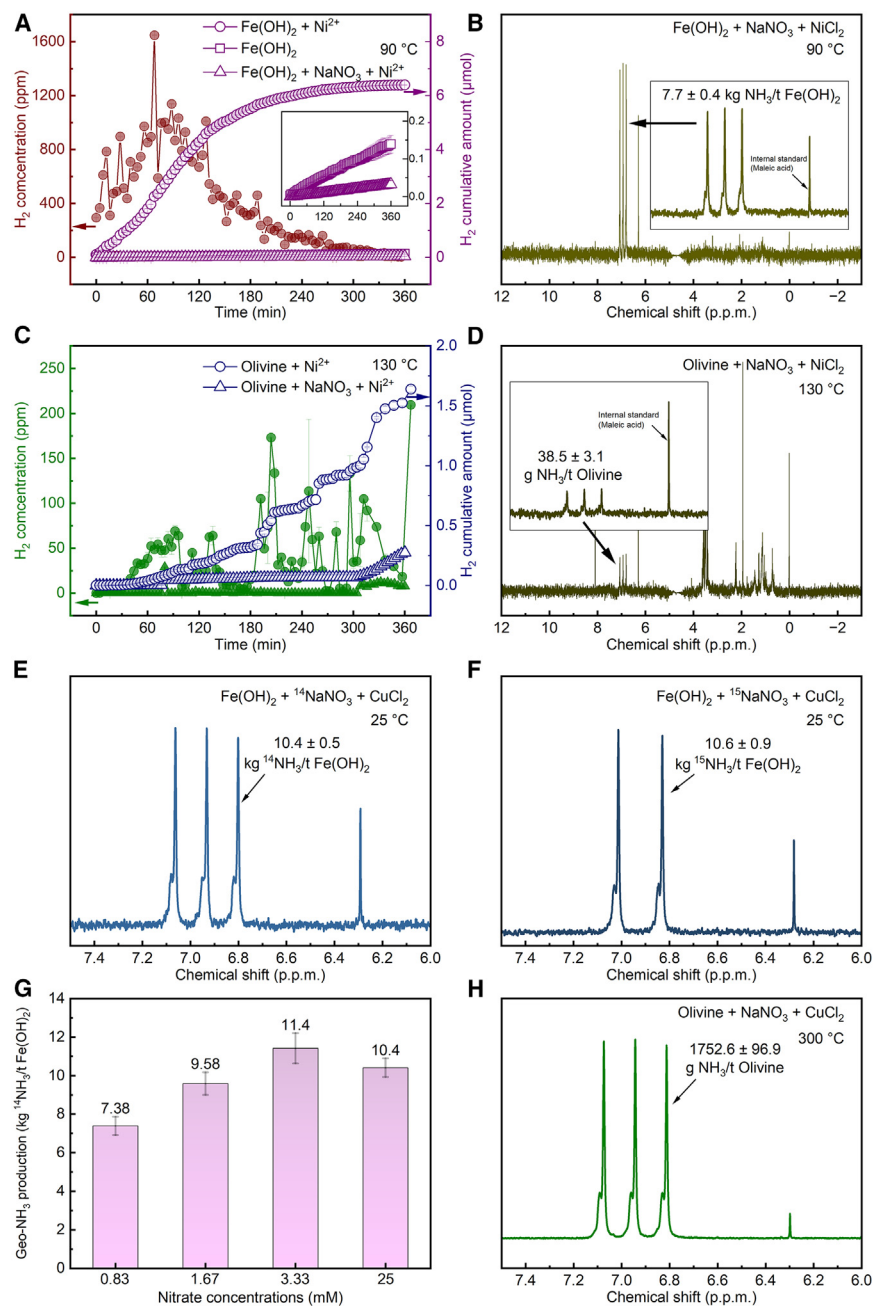 A
Fe(OH)2 + Ni2+
Fe(OH)2
90 °C
Fe(OH)2 + NaNO3 + Ni2+
1600
1200
800
400
0
H2 concentration (ppm)
8
6
4
2
0
H2 cumulative amount (μmol)
0.2
0.1
0.0
0 120 240 360
0 60 120 180 240 300 360
Time (min)
B
Fe(OH)2 + NaNO3 + NiCl2
90 °C
7.7 ± 0.4 kg NH3/t Fe(OH)2
Internal standard
(Maleic acid)
12 10 8 6 4 2 0 −2
Chemical shift (p.p.m.)
C
Olivine + Ni2+
130 °C
Olivine + NaNO3 + Ni2+
250
200
150
100
50
0
H2 comcentration (ppm)
2.0
1.5
1.0
0.5
0.0
H2 cumulative amount (μmol)
0 60 120 180 240 300 360
Time (min)
D
Olivine + NaNO3 + NiCl2
130 °C
Internal standard
(Maleic acid)
38.5 ± 3.1
g NH3/t Olivine
12 10 8 6 4 2 0 −2
Chemical shift (p.p.m.)
E
Fe(OH)2 + 14NaNO3 + CuCl2
25 °C
10.4 ± 0.5
kg 14NH3/t Fe(OH)2
7.4 7.2 7.0 6.8 6.6 6.4 6.2 6.0
Chemical shift (p.p.m.)
F
Fe(OH)2 + 15NaNO3 + CuCl2
25 °C
10.6 ± 0.9
kg 15NH3/t Fe(OH)2
7.4 7.2 7.0 6.8 6.6 6.4 6.2 6.0
Chemical shift (p.p.m.)
G
14
12
10
8
6
4
2
0
Geo-NH3 production (kg 14NH3/t Fe(OH)2)
7.38
9.58
11.4
10.4
0.83 1.67 3.33 25
Nitrate concentrations (mM)
H
Olivine + NaNO3 + CuCl2
300 °C
1752.6 ± 96.9
g NH3/t Olivine
7.4 7.2 7.0 6.8 6.6 6.4 6.2 6.0
Chemical shift (p.p.m.)